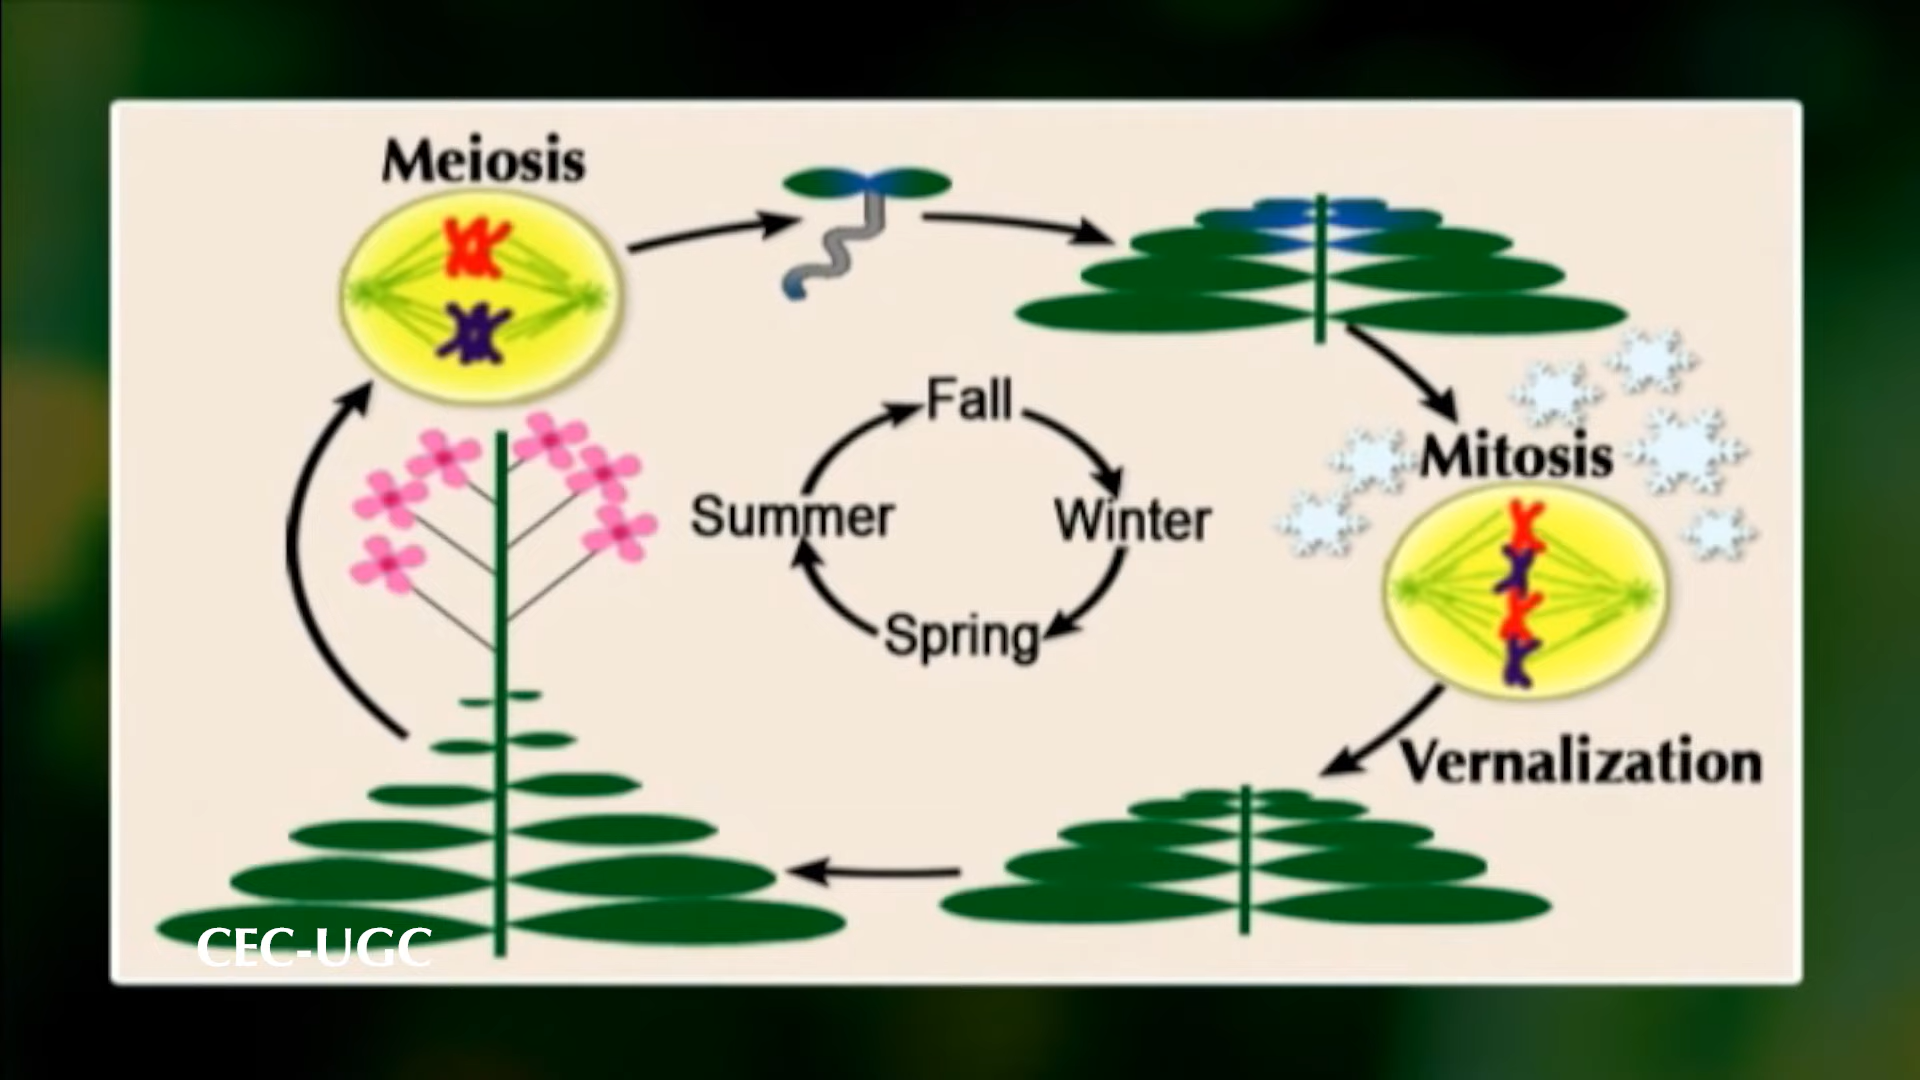 Meiosis
Fall
Mitosis
Summer
Winter
Spring
Vernalization
CEC-UGC